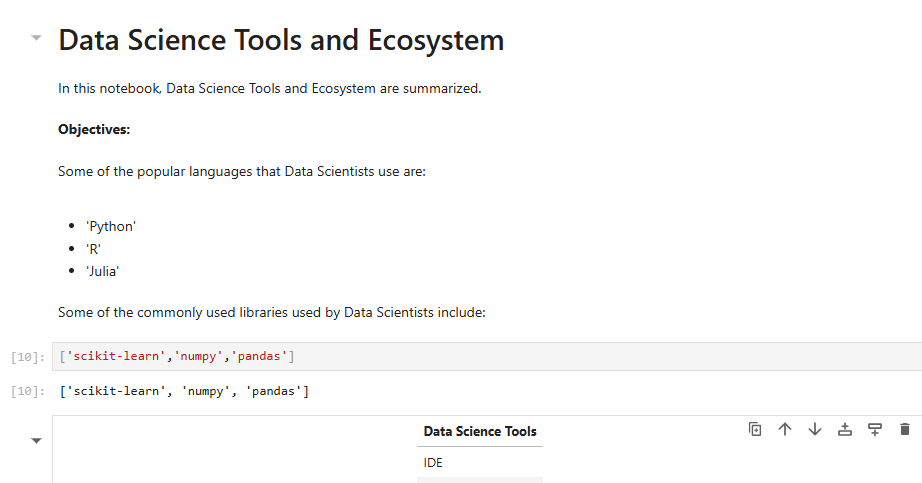 Data Science Tools and Ecosystem
In this notebook, Data Science Tools and Ecosystem are summarized.
Objectives:
Some of the popular languages that Data Scientists use are:
'Python'
'R'
'Julia'
Some of the commonly used libraries used by Data Scientists include:
[10]: ['scikit-learn','numpy','pandas']
[10]: ['scikit-learn', 'numpy', 'pandas']
Data Science Tools
IDE